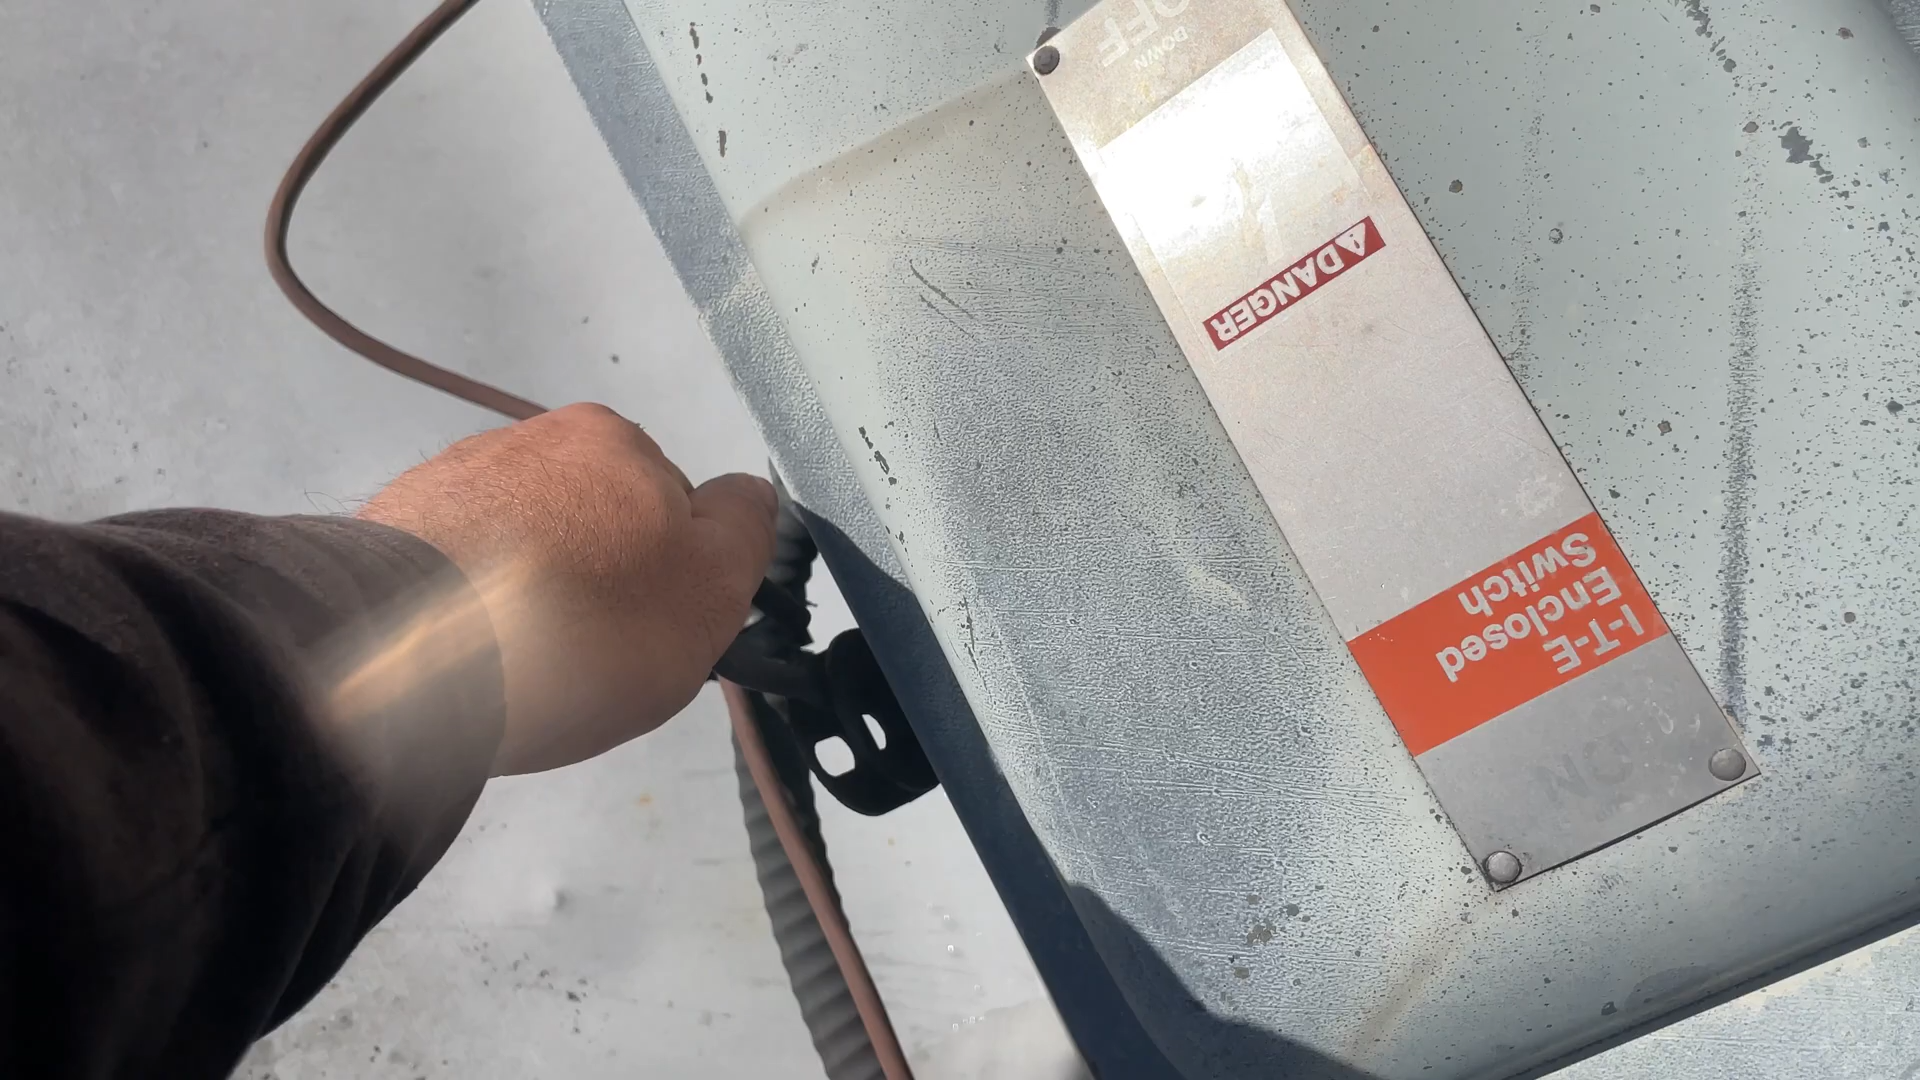 ON
I-T-E
Enclosed
Switch
DANGER
OFF
DOWN